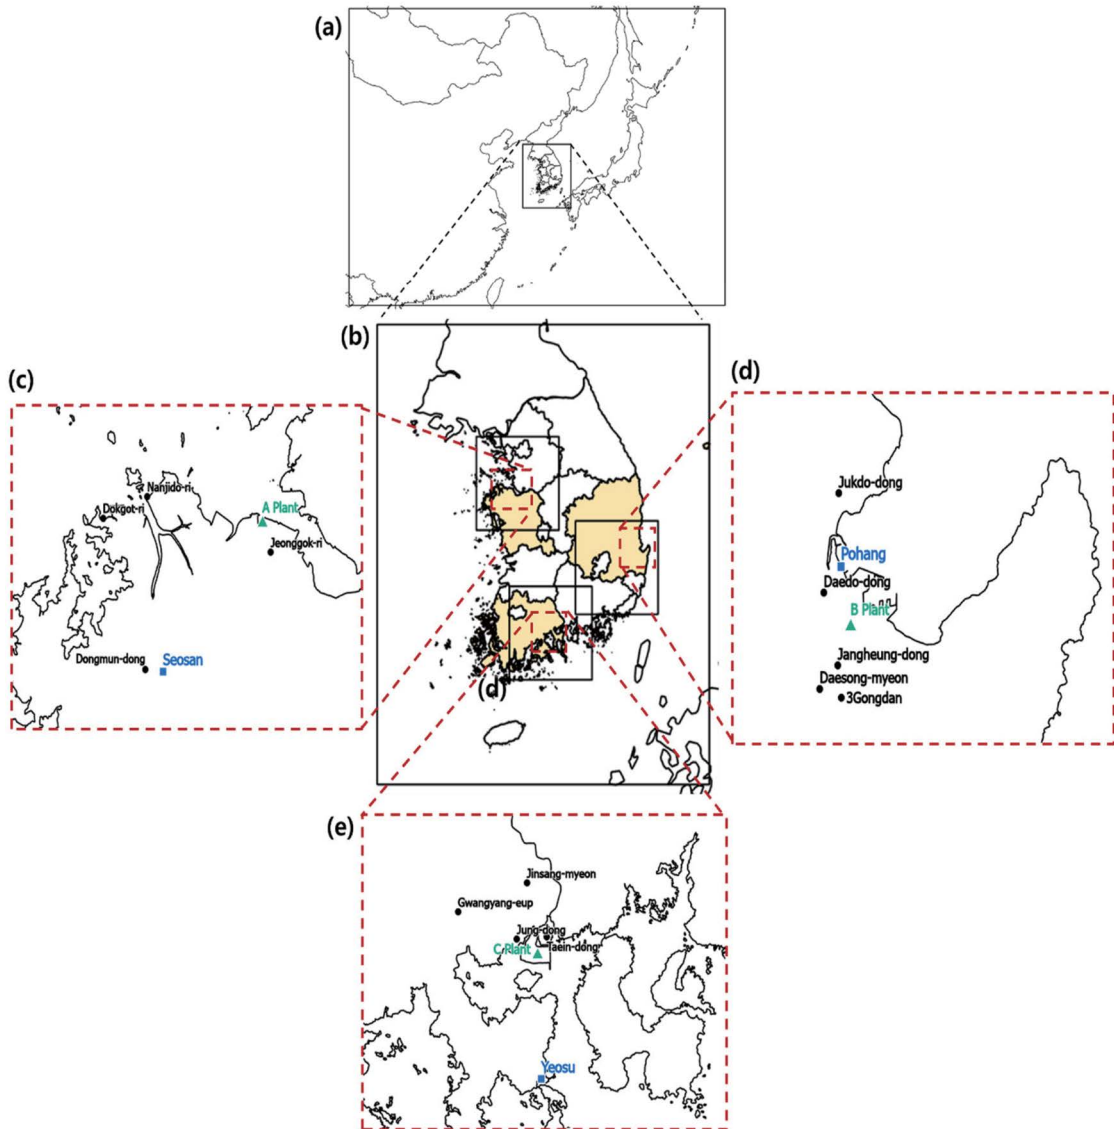 (a)
(b)
(c)
Nanjido-ri
Dokgot-ri
A Plant
Jeonggok-ri
Dongmun-dong
Seosan
(d)
Jukdo-dong
Pohang
Daedo-dong
B Plant
Jangheung-dong
Daesong-myeon
3Gongdan
(d)
(e)
Jinsang-myeon
Gwangyang-eup
Jung-dong
C Plant
Taein-dong
Yeosu